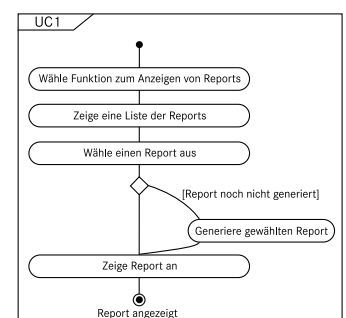 UC1
Wähle Funktion zum Anzeigen von Reports
Zeige eine Liste der Reports
Wähle einen Report aus
[Report noch nicht generiert]
Generiere gewählten Report
Zeige Report an
Report angezeigt